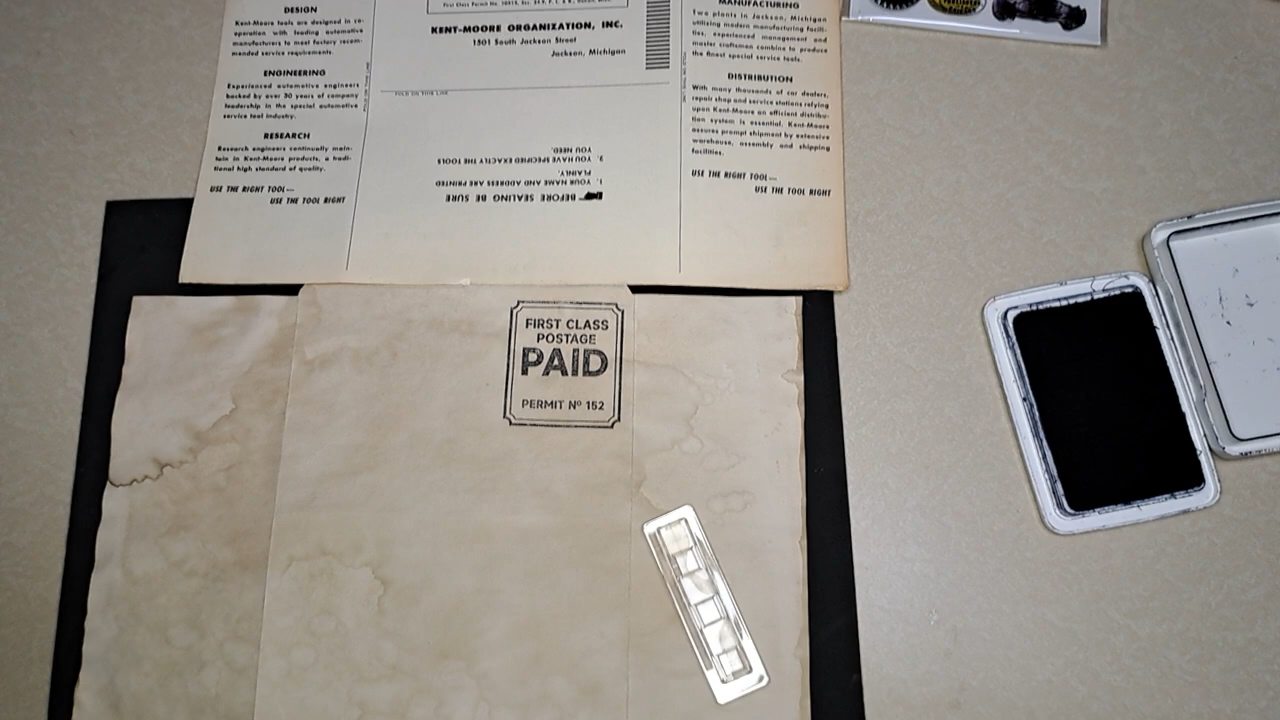 DESIGN
Kent-Moore tools are designed in co-
operation with leading automotive
manufacturers to meet factory recom-
mended service requirements.
ENGINEERING
Experienced automotive engineers
backed by over 30 years of company
leadership in the special automotive
service tool industry.
RESEARCH
Research engineers continually main-
tain in Kent-Moore products, a tradi-
tional high standard of quality.
USE THE RIGHT TOOL—
USE THE TOOL RIGHT
KENT-MOORE ORGANIZATION, INC.
1501 South Jackson Street
Jackson, Michigan
FOLD ON THIS LINE
BEFORE SEALING BE SURE
1. YOUR NAME AND ADDRESS ARE PRINTED
PLAINLY.
2. YOU HAVE SPECIFIED EXACTLY THE TOOLS
YOU NEED.
MANUFACTURING
Two plants in Jackson, Michigan
utilizing modern manufacturing facili-
ties, experienced management and
master craftsmen combine to produce
the finest special service tools.
DISTRIBUTION
With many thousands of car dealers,
repair shop and service stations relying
upon Kent-Moore an efficient distribu-
tion system is essential. Kent-Moore
assures prompt shipment by extensive
warehouse, assembly and shipping
facilities.
USE THE RIGHT TOOL—
USE THE TOOL RIGHT
FIRST CLASS
POSTAGE
PAID
PERMIT Nº 152